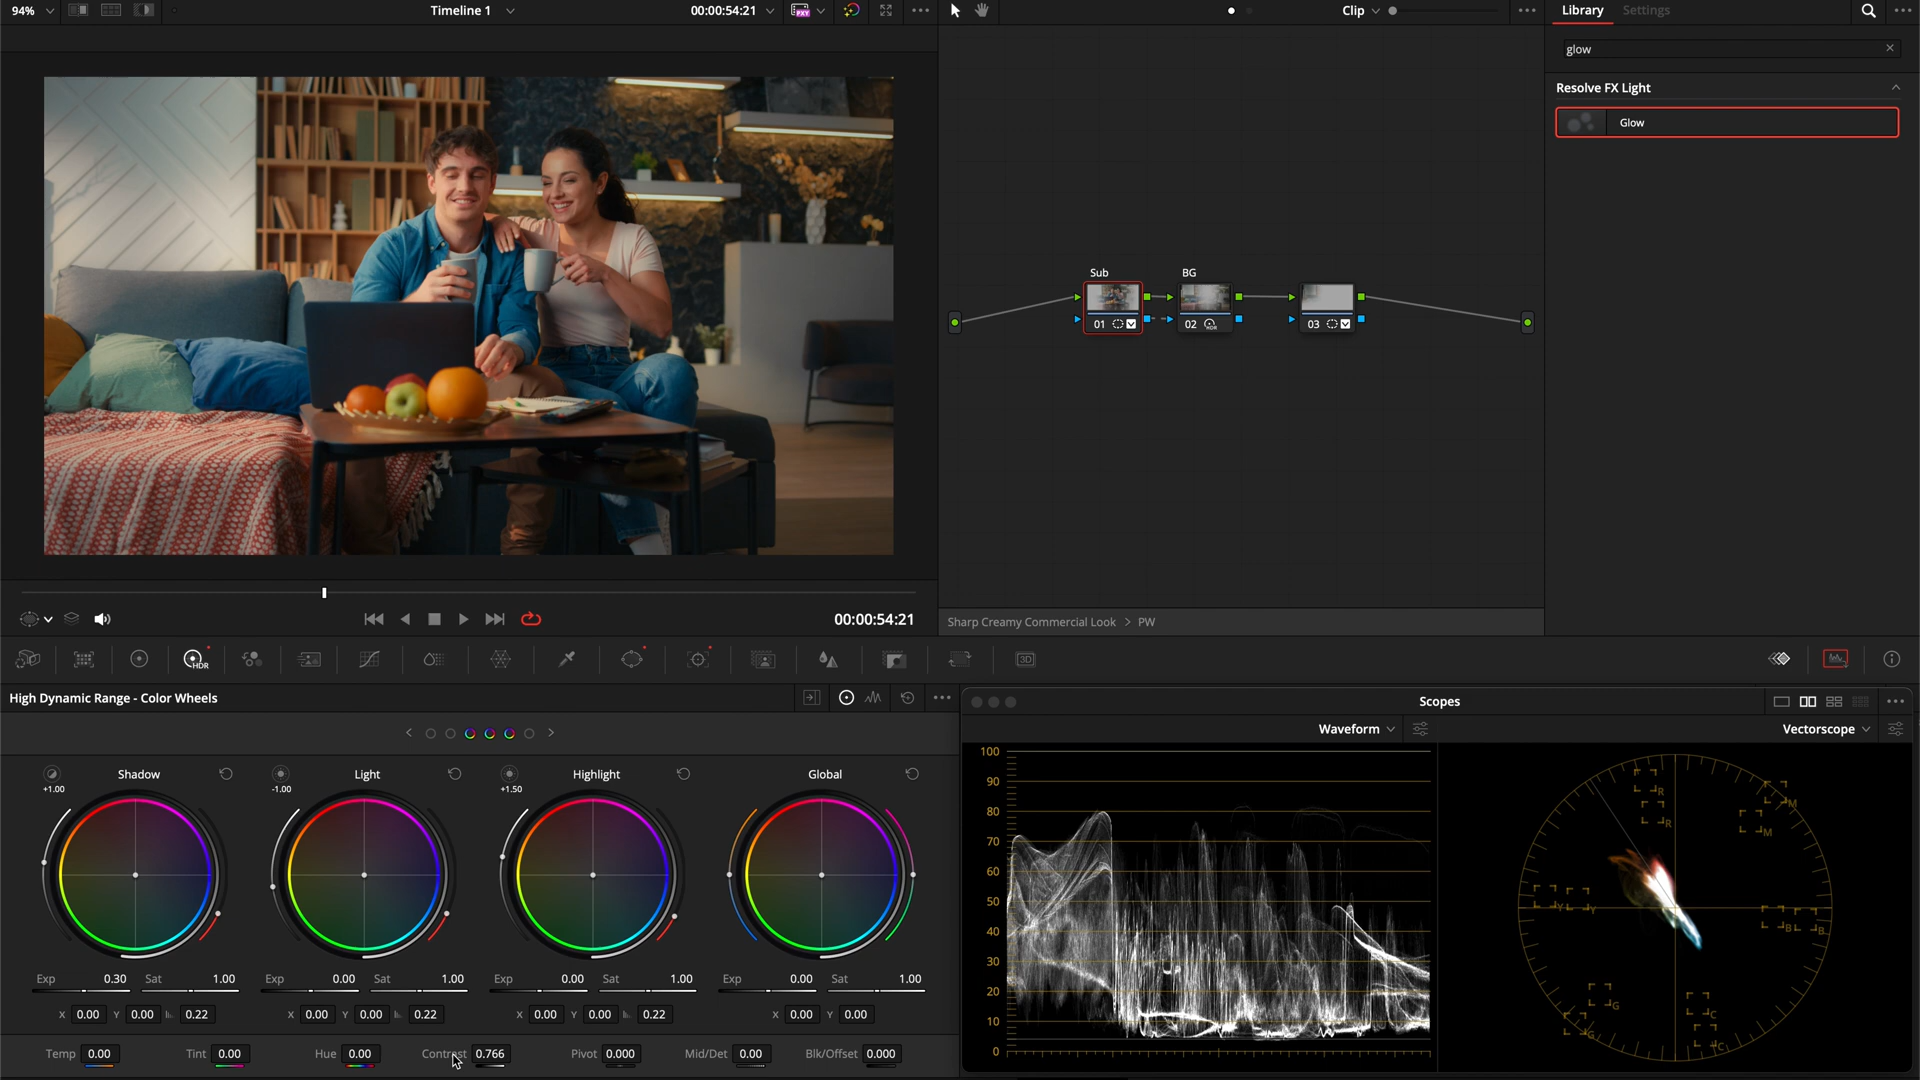 94%
Timeline 1
00:00:54:21
PXY
Clip
Library
Settings
glow
Resolve FX Light
Glow
Sub
BG
01
02
HDR
03
00:00:54:21
Sharp Creamy Commercial Look > PW
HDR
3D
High Dynamic Range - Color Wheels
Scopes
Waveform
Vectorscope
Shadow
Light
Highlight
Global
+1.00
-1.00
+1.50
Exp 0.30 Sat 1.00
Exp 0.00 Sat 1.00
Exp 0.00 Sat 1.00
Exp 0.00 Sat 1.00
X 0.00 Y 0.00 0.22
X 0.00 Y 0.00 0.22
X 0.00 Y 0.00 0.22
X 0.00 Y 0.00
Temp 0.00 Tint 0.00 Hue 0.00 Contrast 0.766 Pivot 0.000 Mid/Det 0.00 Blk/Offset 0.000
100
90
80
70
60
50
40
30
20
10
0
R
M
R
M
Y
Y
B
B
G
C
G
C